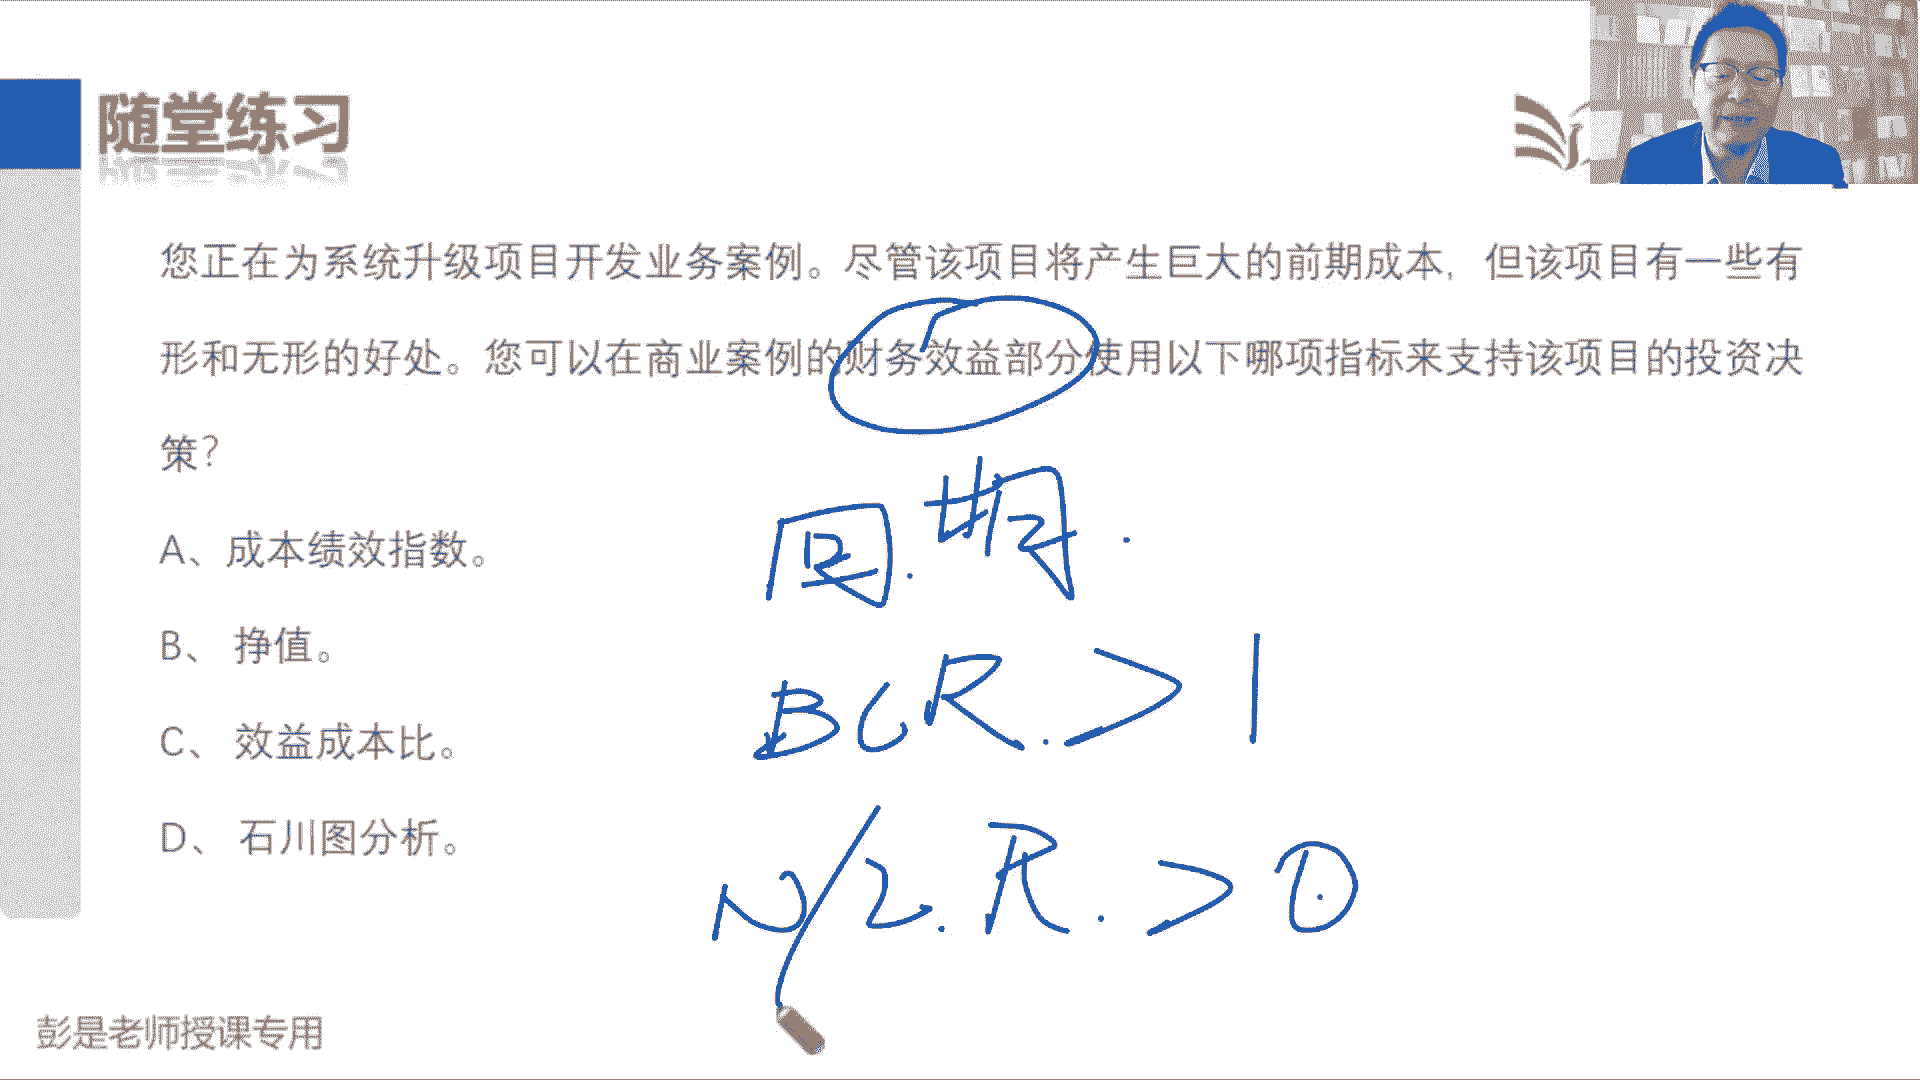 随堂练习
您正在为系统升级项目开发业务案例。尽管该项目将产生巨大的前期成本，但该项目有一些有
形和无形的好处。您可以在商业案例的财务效益部分使用以下哪项指标来支持该项目的投资决
策？
A、成本绩效指数。
B、 挣值。
C、 效益成本比。
D、 石川图分析。
期.
BCR. > 1
R. > 0
彭是老师授课专用